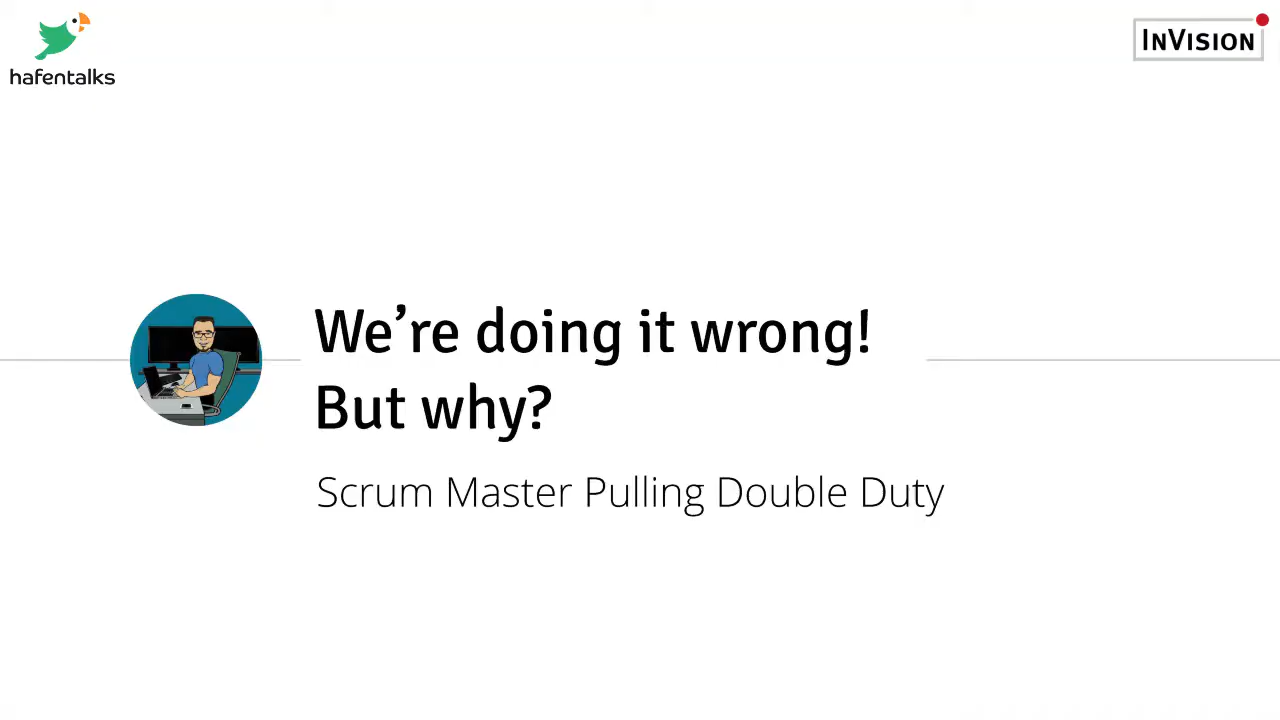 hafentalks
INVISION
We're doing it wrong!
But why?
Scrum Master Pulling Double Duty